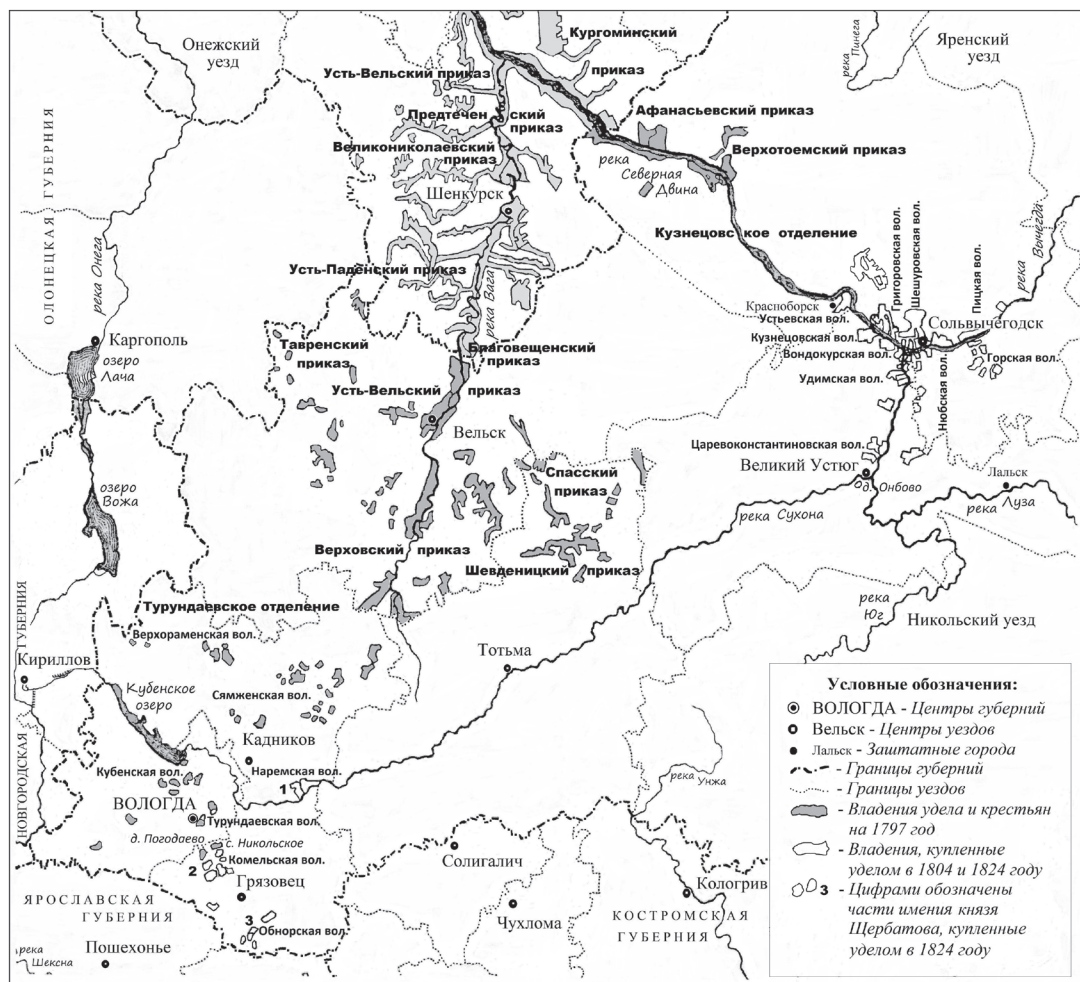 Онежский
уезд
Кургоминский
приказ
река Пинега
Яренский
уезд
Усть-Вельский приказ
Предтечен
ский
приказ
Афанасьевский приказ
Великониколаевский
приказ
Верхотоемский приказ
река
Северная
Двина
Шенкурск
ОЛОНЕЦКАЯ ГУБЕРНИЯ
река Онега
Кузнецовс кое отделение
Усть-Паденский приказ
река Вага
Григоровская вол.
Шешуровская вол.
Пицкая вол.
река Вычегда
Красноборск
Устьевская вол.
Сольвычегодск
Каргополь
озеро
Лача
Тавренский
приказ
Благовещенский
приказ
Кузнецовская вол.
Вондокурская вол.
Горская вол.
Удимская вол.
Нюбская вол.
Усть-Вельский
приказ
Вельск
Царевоконстантиновская вол.
Великий Устюг
д. Онбово
Лальск
река Луза
Спасский
приказ
озеро
Вожа
река Сухона
Верховский приказ
Шевденицкий приказ
Турундаевское отделение
река
Юг
Никольский уезд
НОВГОРОДСКАЯ ГУБЕРНИЯ
Верхораменская вол.
Кириллов
Тотьма
Кубенское
озеро
Сямженская вол.
Кадников
Кубенская вол.
Наремская вол.
1
река
Унжа
ВОЛОГДА
Турундаевская вол.
д. Погодаево
с. Никольское
Комельская вол.
2
Грязовец
Солигалич
Кологрив
ЯРОСЛАВСКАЯ
ГУБЕРНИЯ
3
Обнорская вол.
Чухлома
КОСТРОМСКАЯ
ГУБЕРНИЯ
Пошехонье
река
Шексна
Условные обозначения:
ВОЛОГДА - Центры губерний
Вельск - Центры уездов
Лальск - Заштатные города
- Границы губерний
- Границы уездов
- Владения удела и крестьян
на 1797 год
- Владения, купленные
уделом в 1804 и 1824 году
3 - Цифрами обозначены
части имения князя
Щербатова, купленные
уделом в 1824 году